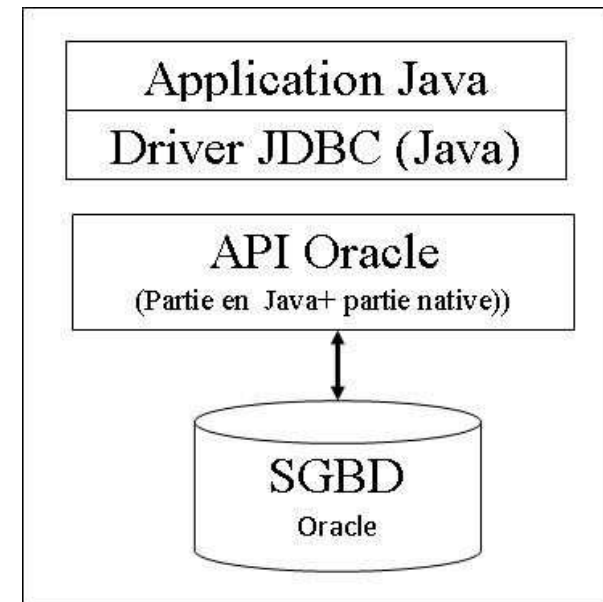 Application Java
Driver JDBC (Java)
API Oracle
(Partie en Java+ partie native))
SGBD
Oracle